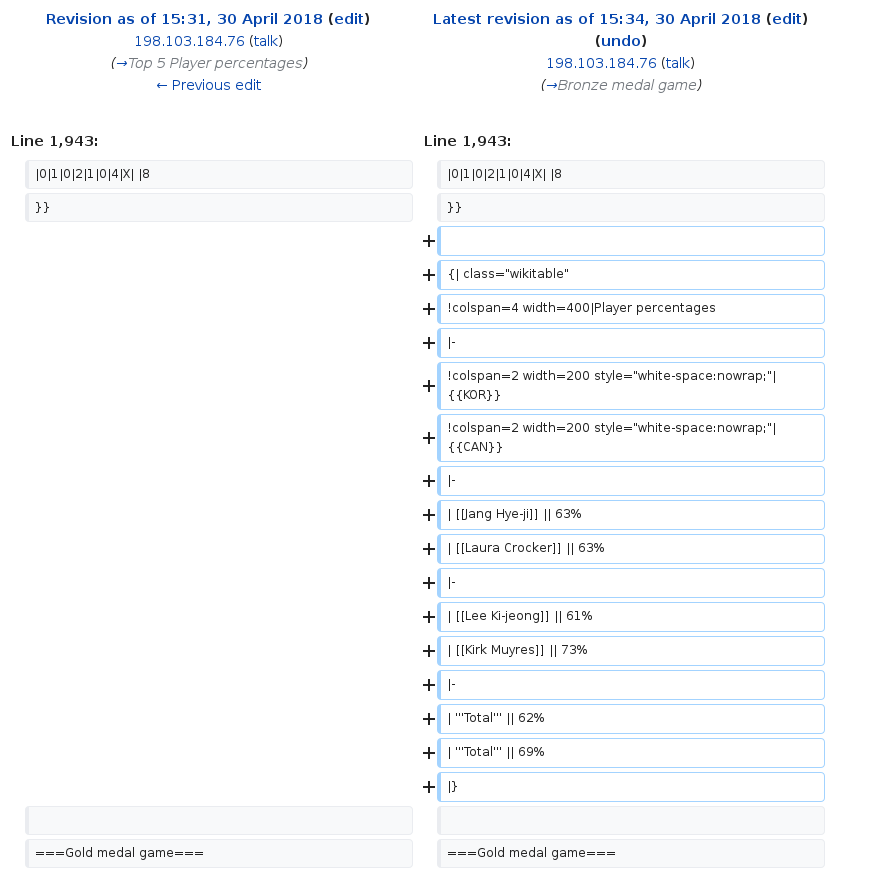 Revision as of 15:31, 30 April 2018 (edit)
198.103.184.76 (talk)
(→Top 5 Player percentages)
← Previous edit
Latest revision as of 15:34, 30 April 2018 (edit)
(undo)
198.103.184.76 (talk)
(→Bronze medal game)
Line 1,943:
Line 1,943:
|0|1|0|2|1|0|4|X| |8
|0|1|0|2|1|0|4|X| |8
}}
}}
+
+ {| class="wikitable"
+ !colspan=4 width=400|Player percentages
+ |-
+ !colspan=2 width=200 style="white-space:nowrap;"|
{{KOR}}
+ !colspan=2 width=200 style="white-space:nowrap;"|
{{CAN}}
+ |-
+ | [[Jang Hye-ji]] || 63%
+ | [[Laura Crocker]] || 63%
+ |-
+ | [[Lee Ki-jeong]] || 61%
+ | [[Kirk Muyres]] || 73%
+ |-
+ | '''Total''' || 62%
+ | '''Total''' || 69%
+ |}
===Gold medal game===
===Gold medal game===